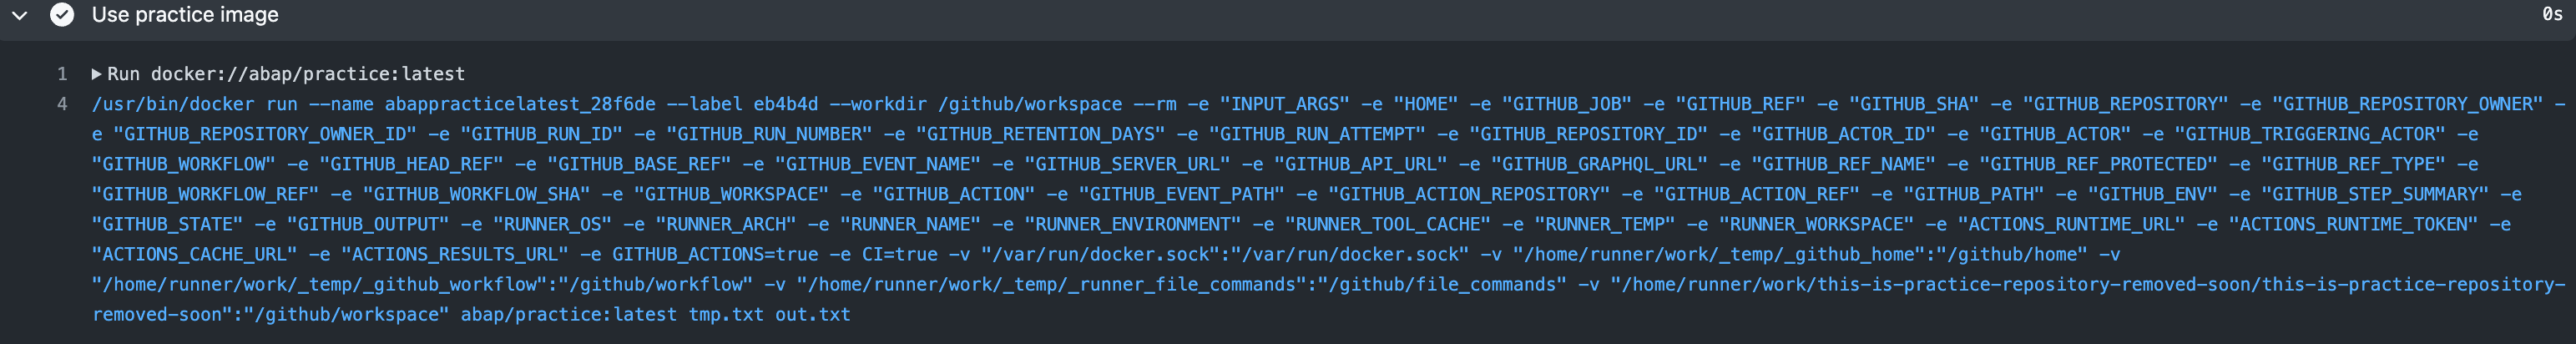 Use practice image
0s
1 Run docker://abap/practice:latest
4 /usr/bin/docker run --name abappracticelatest_28f6de --label eb4b4d --workdir /github/workspace --rm -e "INPUT_ARGS" -e "HOME" -e "GITHUB_JOB" -e "GITHUB_REF" -e "GITHUB_SHA" -e "GITHUB_REPOSITORY" -e "GITHUB_REPOSITORY_OWNER" -
e "GITHUB_REPOSITORY_OWNER_ID" -e "GITHUB_RUN_ID" -e "GITHUB_RUN_NUMBER" -e "GITHUB_RETENTION_DAYS" -e "GITHUB_RUN_ATTEMPT" -e "GITHUB_REPOSITORY_ID" -e "GITHUB_ACTOR_ID" -e "GITHUB_ACTOR" -e "GITHUB_TRIGGERING_ACTOR" -e
"GITHUB_WORKFLOW" -e "GITHUB_HEAD_REF" -e "GITHUB_BASE_REF" -e "GITHUB_EVENT_NAME" -e "GITHUB_SERVER_URL" -e "GITHUB_API_URL" -e "GITHUB_GRAPHQL_URL" -e "GITHUB_REF_NAME" -e "GITHUB_REF_PROTECTED" -e "GITHUB_REF_TYPE" -e
"GITHUB_WORKFLOW_REF" -e "GITHUB_WORKFLOW_SHA" -e "GITHUB_WORKSPACE" -e "GITHUB_ACTION" -e "GITHUB_EVENT_PATH" -e "GITHUB_ACTION_REPOSITORY" -e "GITHUB_ACTION_REF" -e "GITHUB_PATH" -e "GITHUB_ENV" -e "GITHUB_STEP_SUMMARY" -e
"GITHUB_STATE" -e "GITHUB_OUTPUT" -e "RUNNER_OS" -e "RUNNER_ARCH" -e "RUNNER_NAME" -e "RUNNER_ENVIRONMENT" -e "RUNNER_TOOL_CACHE" -e "RUNNER_TEMP" -e "RUNNER_WORKSPACE" -e "ACTIONS_RUNTIME_URL" -e "ACTIONS_RUNTIME_TOKEN" -e
"ACTIONS_CACHE_URL" -e "ACTIONS_RESULTS_URL" -e GITHUB_ACTIONS=true -e CI=true -v "/var/run/docker.sock":"/var/run/docker.sock" -v "/home/runner/work/_temp/_github_home":"/github/home" -v
"/home/runner/work/_temp/_github_workflow":"/github/workflow" -v "/home/runner/work/_temp/_runner_file_commands":"/github/file_commands" -v "/home/runner/work/this-is-practice-repository-removed-soon/this-is-practice-repository-
removed-soon":"/github/workspace" abap/practice:latest tmp.txt out.txt